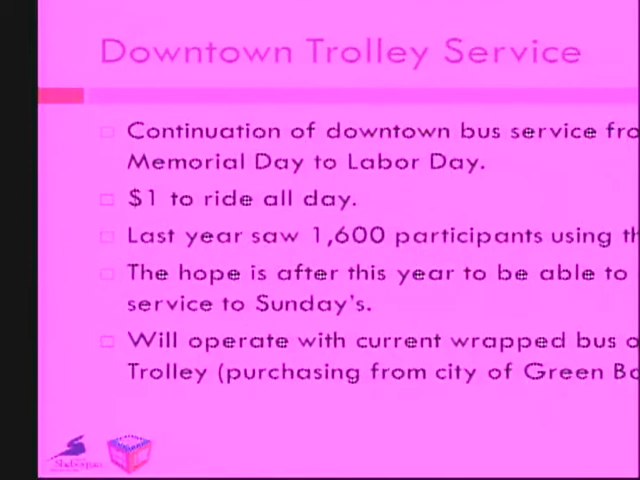 Downtown Trolley Service
Continuation of downtown bus service fro
Memorial Day to Labor Day.
$1 to ride all day.
Last year saw 1,600 participants using th
The hope is after this year to be able to
service to Sunday's.
Will operate with current wrapped bus o
Trolley (purchasing from city of Green Ba
Sheboygan